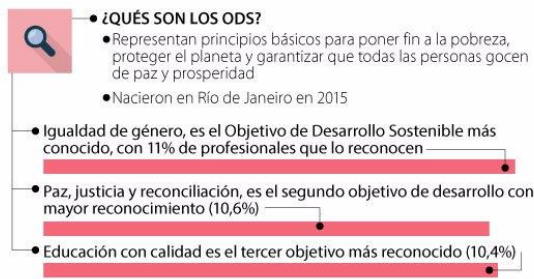 ¿QUÉS SON LOS ODS?
●Representan principios básicos para poner fin a la pobreza,
proteger el planeta y garantizar que todas las personas gocen
de paz y prosperidad
●Nacieron en Río de Janeiro en 2015
Igualdad de género, es el Objetivo de Desarrollo Sostenible más
conocido, con 11% de profesionales que lo reconocen
Paz, justicia y reconciliación, es el segundo objetivo de desarrollo con
mayor reconocimiento (10,6%)
Educación con calidad es el tercer objetivo más reconocido (10,4%)